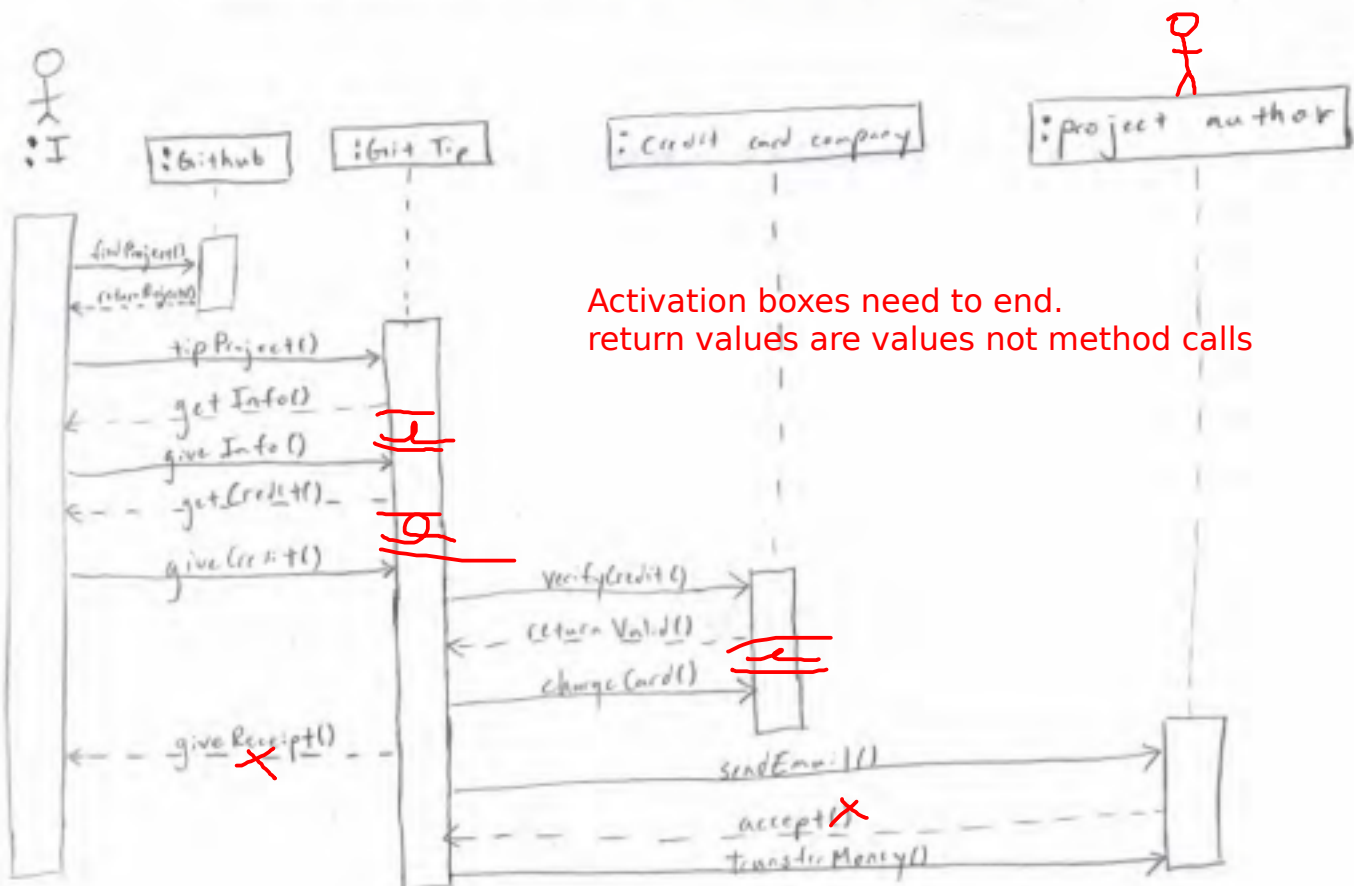 :I
:Github
:Git Tip
:Credit card company
:project author
findProject()
returnProject()
Activation boxes need to end.
return values are values not method calls
tipProject()
getInfo()
giveInfo()
getCredit()
giveCredit()
verifyCredit()
returnValid()
chargeCard()
giveReceipt()
sendEmail()
accept()
transferMoney()